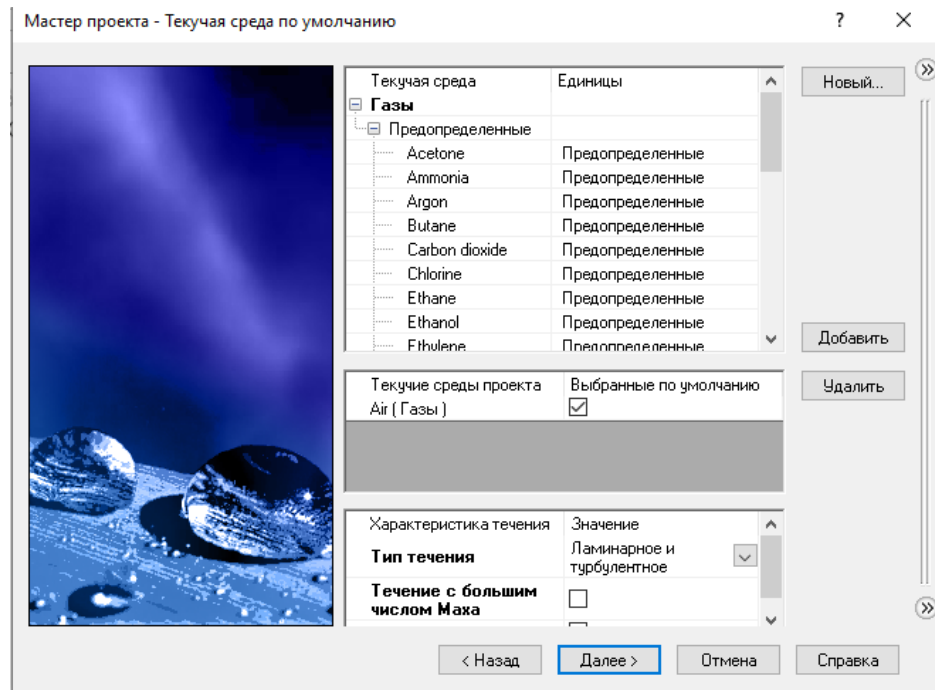 Мастер проекта - Текучая среда по умолчанию
?
Текучая среда Единицы
Новый...
Газы
Предопределенные
Acetone Предопределенные
Ammonia Предопределенные
Argon Предопределенные
Butane Предопределенные
Carbon dioxide Предопределенные
Chlorine Предопределенные
Ethane Предопределенные
Ethanol Предопределенные
Ethylene Предопределенные
Добавить
Текучие среды проекта Выбранные по умолчанию
Удалить
Air ( Газы )
Характеристика течения Значение
Тип течения Ламинарное и
турбулентное
Течение с большим
числом Маха
< Назад Далее > Отмена Справка